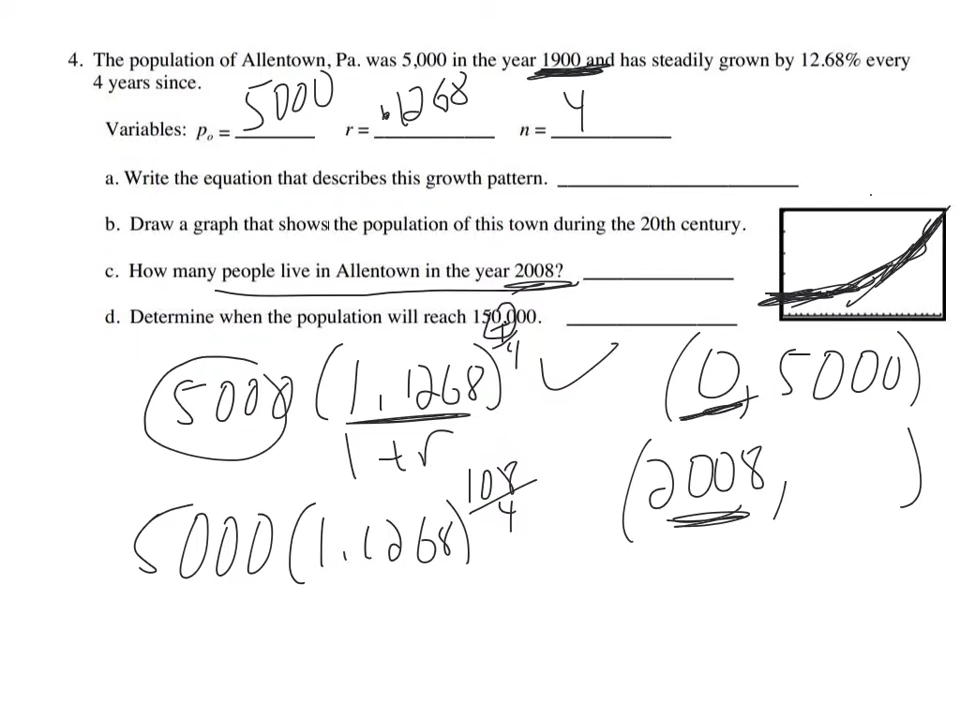 4. The population of Allentown, Pa. was 5,000 in the year 1900 and has steadily grown by 12.68% every
4 years since.
Variables: pₒ = 5000 r = .1268 n = 4
a. Write the equation that describes this growth pattern.
b. Draw a graph that shows the population of this town during the 20th century.
c. How many people live in Allentown in the year 2008?
d. Determine when the population will reach 150,000.
5000 (1.1268) 4 (0, 5000)
1+r
5000(1.1268) 108/4 (2008, )